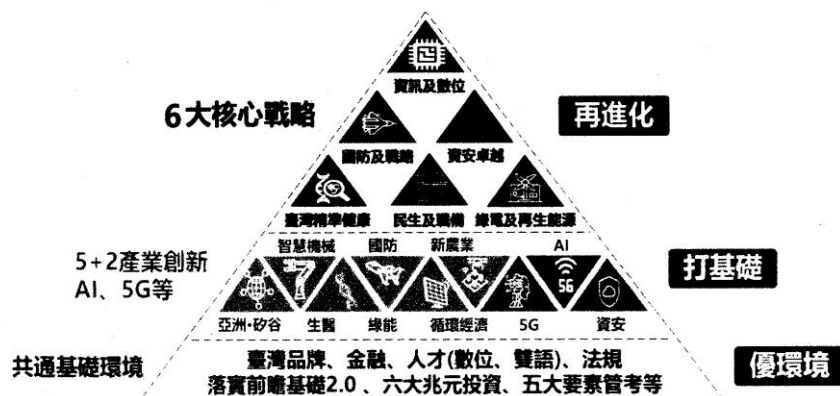 資訊及數位
6大核心戰略
再進化
國防及戰略
資安卓越
臺灣精準健康
民生及戰備
綠電及再生能源
智慧機械
國防
新農業
AI
5+2產業創新
AI、5G等
打基礎
5G
亞洲·矽谷
生醫
綠能
循環經濟
5G
資安
共通基礎環境
臺灣品牌、金融、人才(數位、雙語)、法規
落實前瞻基礎2.0、六大兆元投資、五大要素管考等
優環境